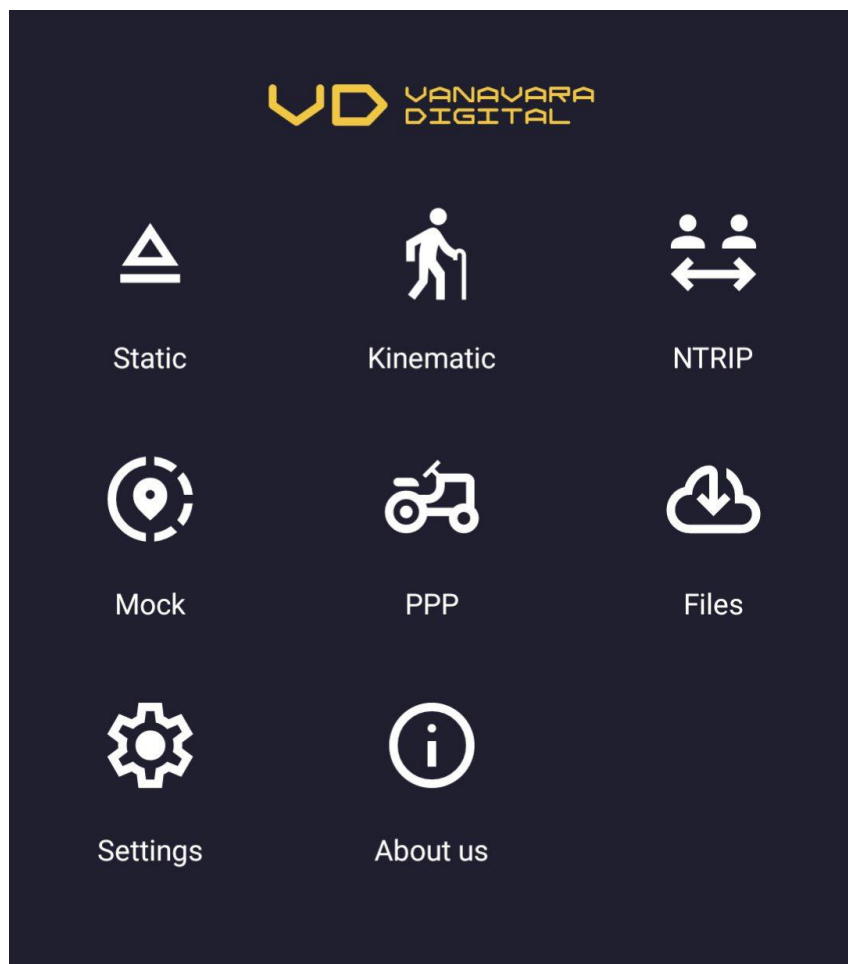 VD VANAVARA
DIGITAL
Static Kinematic NTRIP
Mock PPP Files
Settings About us